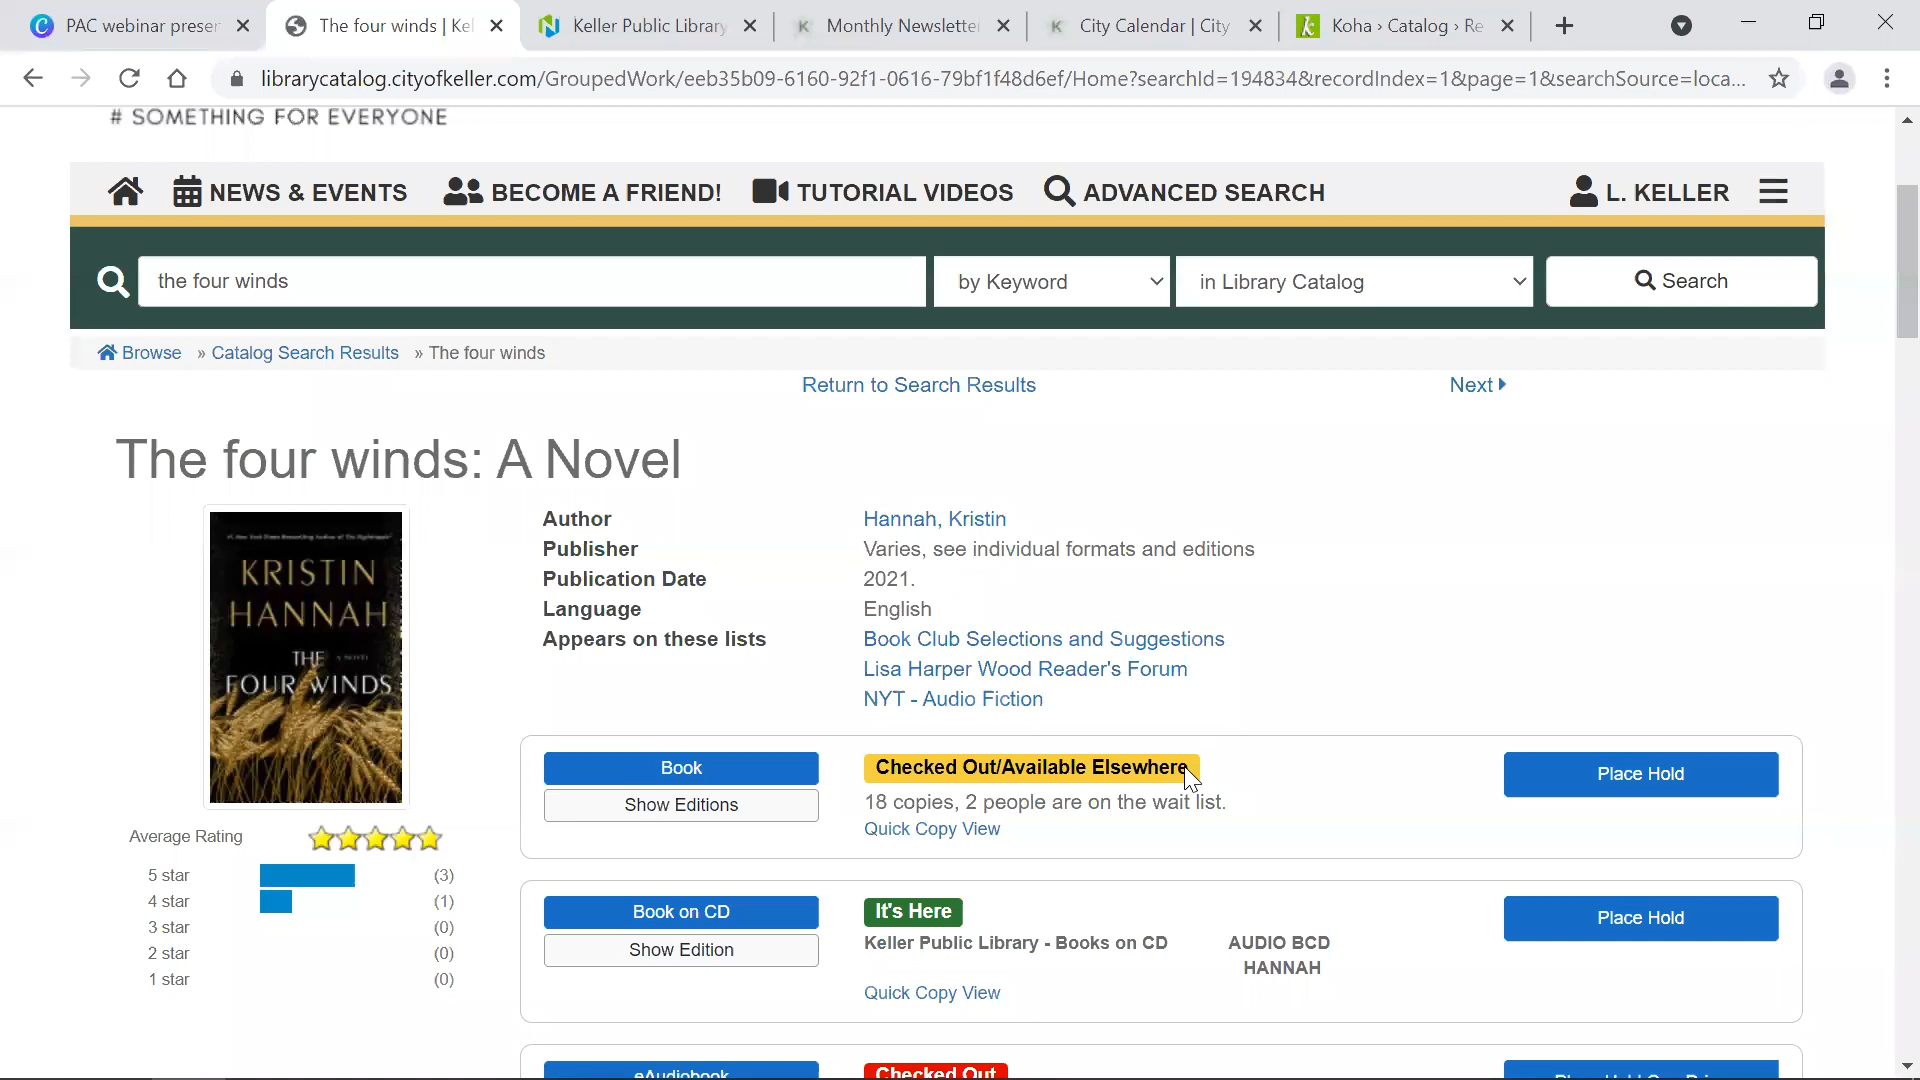 PAC webinar preser
The four winds | Kel
Keller Public Library
Monthly Newsletter
City Calendar | City
Koha › Catalog › Re
librarycatalog.cityofkeller.com/GroupedWork/eeb35b09-6160-92f1-0616-79bf1f48d6ef/Home?searchId=194834&recordIndex=1&page=1&searchSource=loca...
# SOMETHING FOR EVERYONE
NEWS & EVENTS BECOME A FRIEND! TUTORIAL VIDEOS ADVANCED SEARCH L. KELLER
the four winds by Keyword in Library Catalog Search
Browse » Catalog Search Results » The four winds
Return to Search Results Next
The four winds: A Novel
KRISTIN
HANNAH
THE
FOUR WINDS
Author Hannah, Kristin
Publisher Varies, see individual formats and editions
Publication Date 2021.
Language English
Appears on these lists Book Club Selections and Suggestions
Lisa Harper Wood Reader's Forum
NYT - Audio Fiction
Average Rating
5 star (3)
4 star (1)
3 star (0)
2 star (0)
1 star (0)
Book Checked Out/Available Elsewhere Place Hold
Show Editions 18 copies, 2 people are on the wait list.
Quick Copy View
Book on CD It's Here Place Hold
Show Edition Keller Public Library - Books on CD AUDIO BCD
HANNAH
Quick Copy View
eAudiobook Checked Out